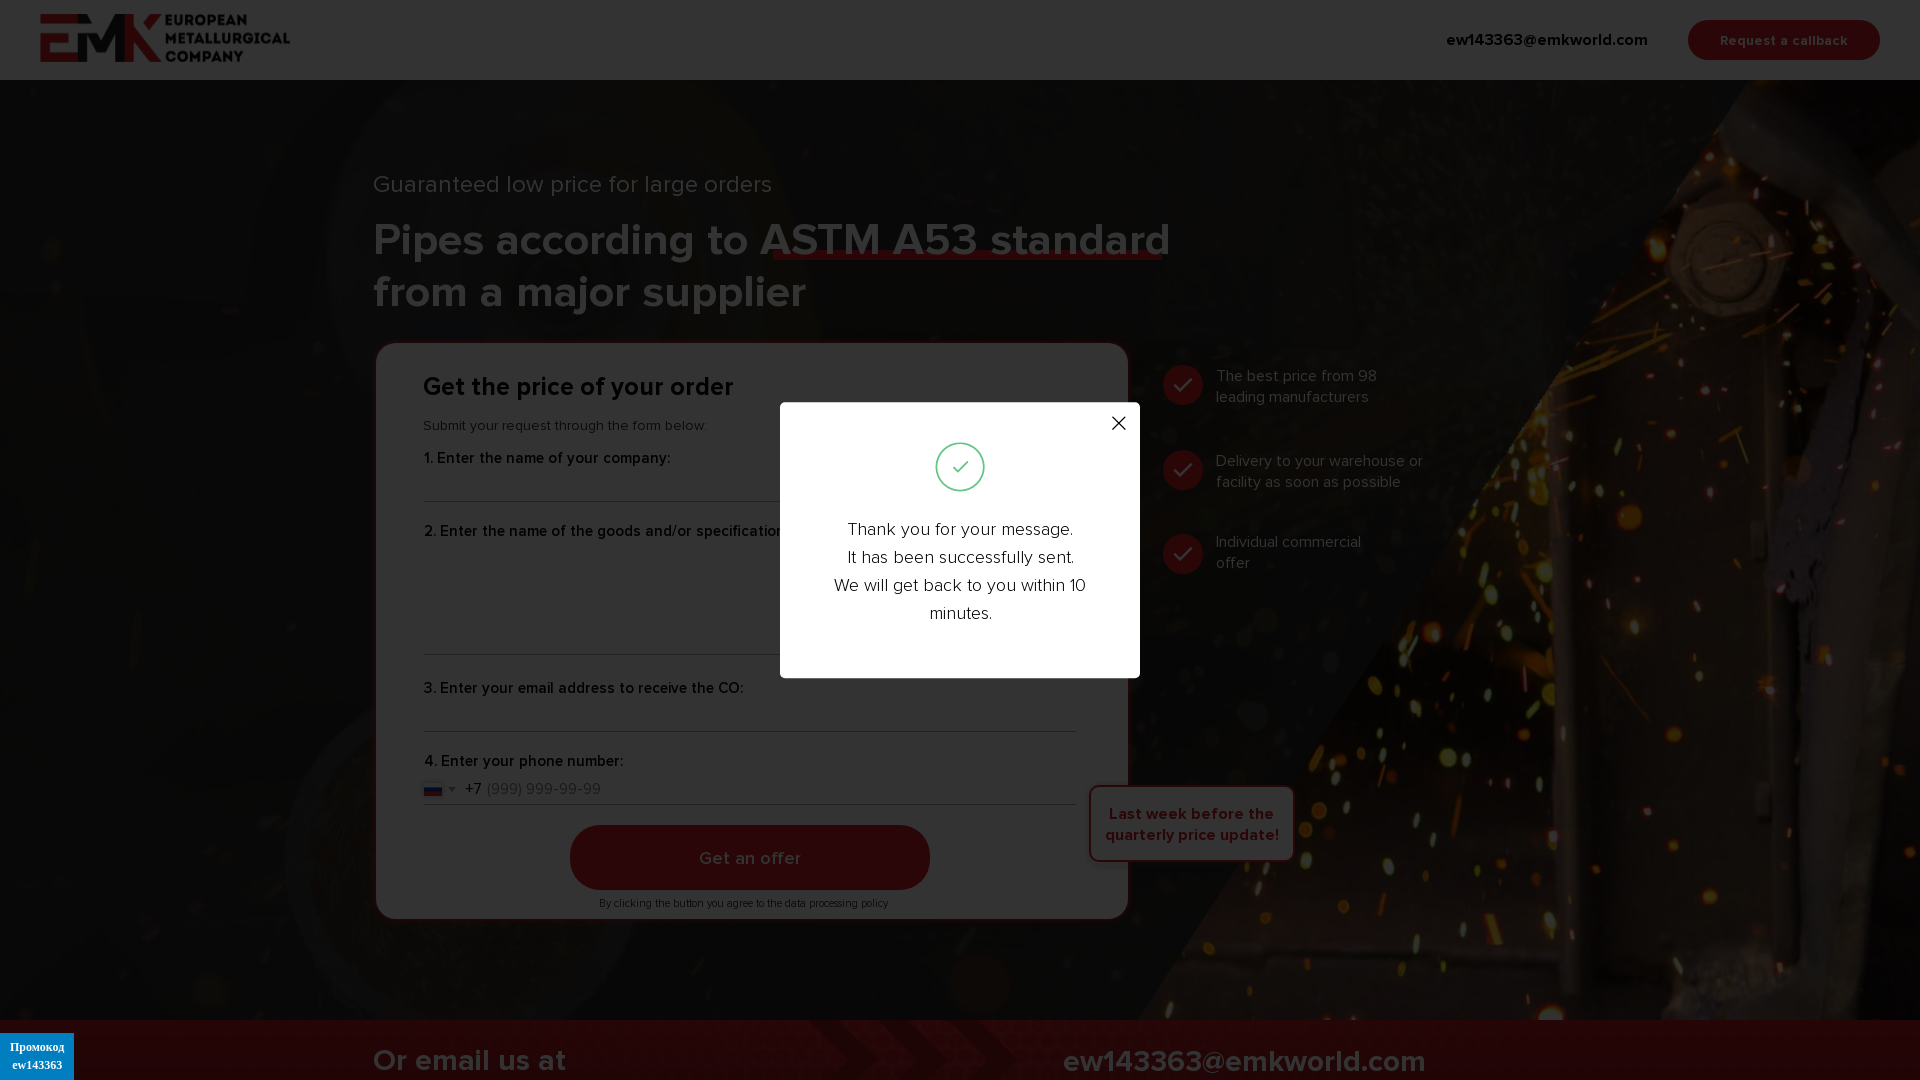 EMK EUROPEAN
METALLURGICAL
COMPANY
ew143363@emkworld.com
Request a callback
Guaranteed low price for large orders
Pipes according to ASTM A53 standard
from a major supplier
Get the price of your order
Submit your request through the form below:
1. Enter the name of your company:
2. Enter the name of the goods and/or specification
3. Enter your email address to receive the CO:
4. Enter your phone number:
+7 (999) 999-99-99
Get an offer
By clicking the button you agree to the data processing policy
Thank you for your message.
It has been successfully sent.
We will get back to you within 10
minutes.
The best price from 98
leading manufacturers
Delivery to your warehouse or
facility as soon as possible
Individual commercial
offer
Last week before the
quarterly price update!
Or email us at
ew143363@emkworld.com
Промокод
ew143363